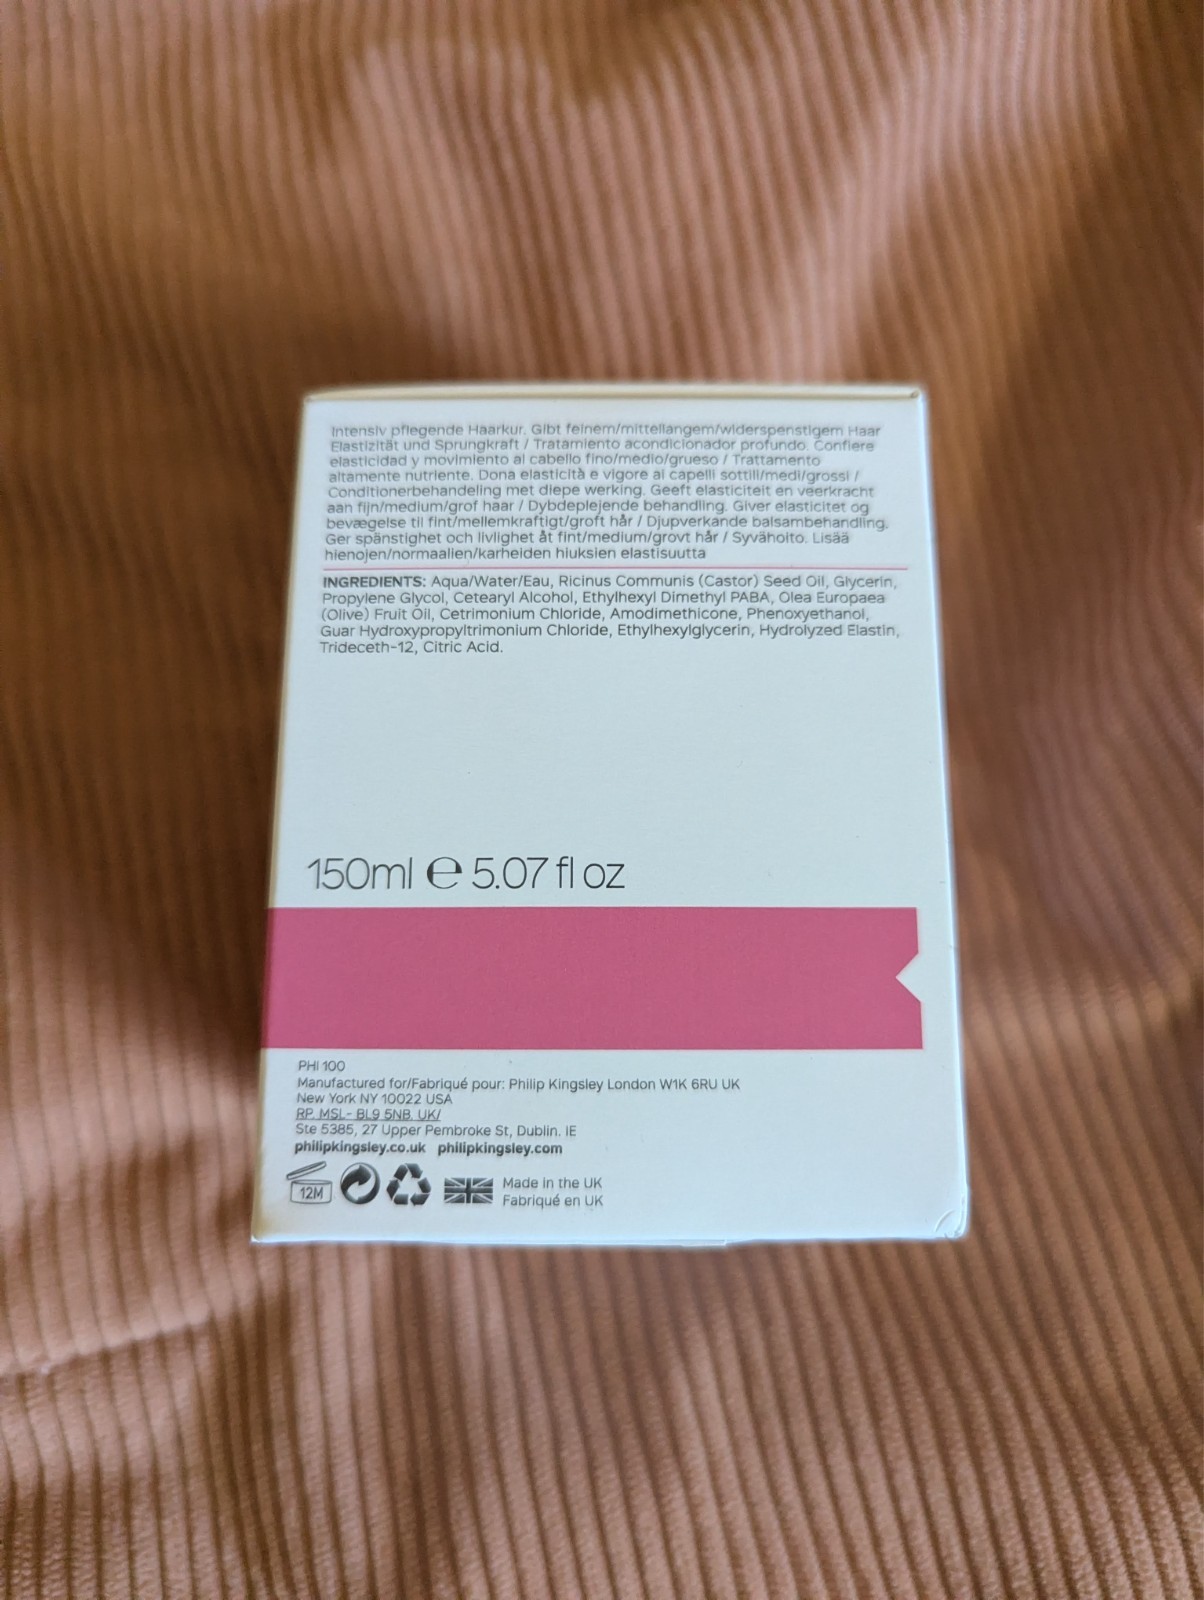 Intensiv pflegende Haarkur. Gibt feinem/mittellangem/widerspenstigem Haar
Elastizität und Sprungkraft / Tratamiento acondicionador profundo. Confiere
elasticidad y movimiento al cabello fino/medio/grueso / Trattamento
altamente nutriente. Dona elasticità e vigore ai capelli sottili/medi/grossi /
Conditionerbehandeling met diepe werking. Geeft elasticiteit en veerkracht
aan fijn/medium/grof haar / Dybdeplejende behandling. Giver elasticitet og
bevægelse til fint/mellemkraftigt/groft hår / Djupverkande balsambehandling.
Ger spänstighet och livlighet åt fint/medium/grovt hår / Syvähoito. Lisää
hienojen/normaalien/karheiden hiuksien elastisuutta
INGREDIENTS: Aqua/Water/Eau, Ricinus Communis (Castor) Seed Oil, Glycerin,
Propylene Glycol, Cetearyl Alcohol, Ethylhexyl Dimethyl PABA, Olea Europaea
(Olive) Fruit Oil, Cetrimonium Chloride, Amodimethicone, Phenoxyethanol,
Guar Hydroxypropyltrimonium Chloride, Ethylhexylglycerin, Hydrolyzed Elastin,
Trideceth-12, Citric Acid.
150ml e 5.07 fl oz
PHI 100
Manufactured for/Fabriqué pour: Philip Kingsley London W1K 6RU UK
New York NY 10022 USA
RP. MSL- BL9 5NB. UK/
Ste 5385, 27 Upper Pembroke St, Dublin. IE
philipkingsley.co.uk philipkingsley.com
12M
Made in the UK
Fabriqué en UK